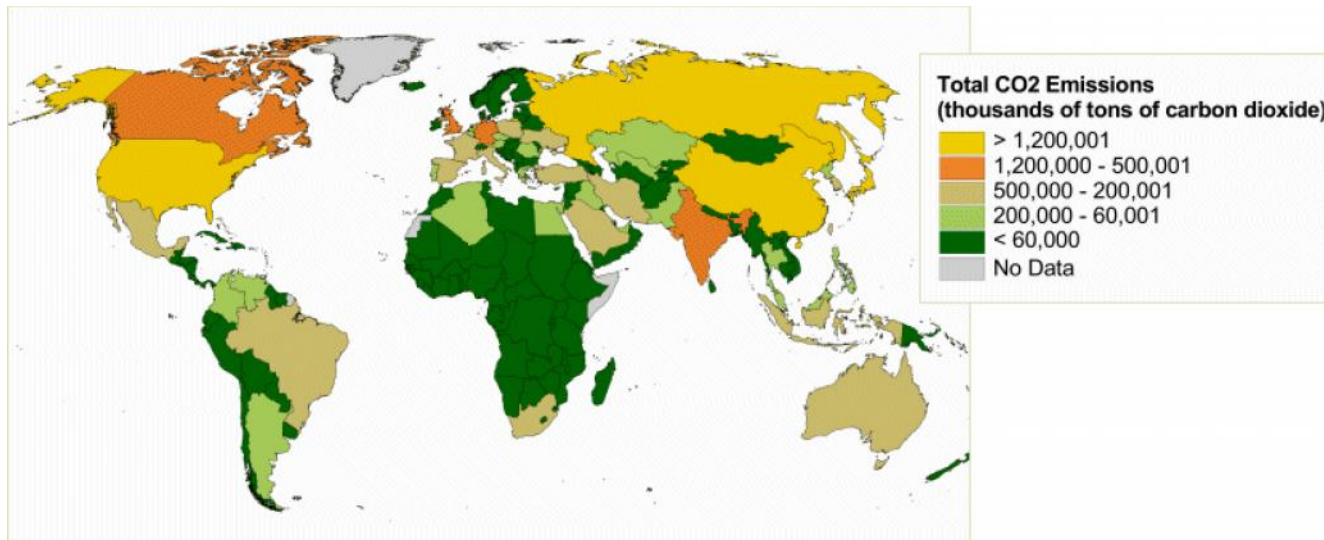 Total CO2 Emissions
(thousands of tons of carbon dioxide)
> 1,200,001
1,200,000 - 500,001
500,000 - 200,001
200,000 - 60,001
< 60,000
No Data